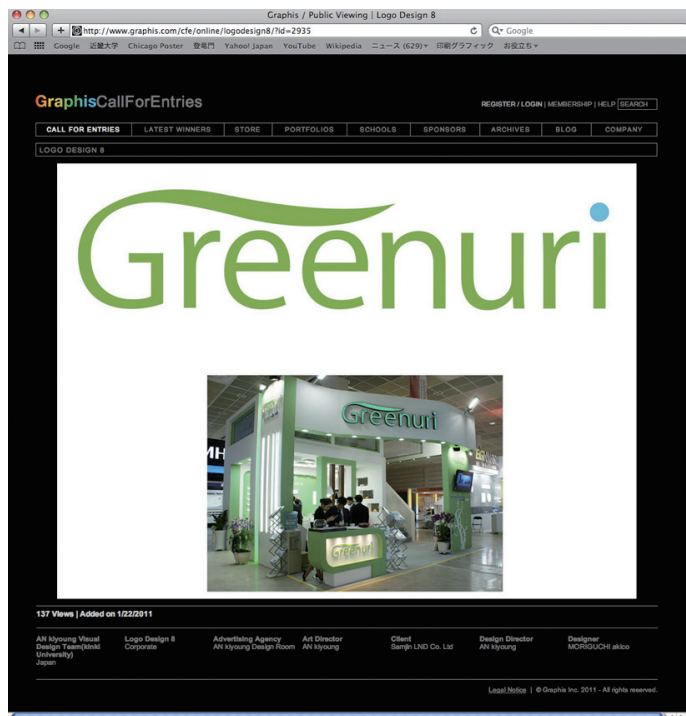 Graphis / Public Viewing | Logo Design 8
http://www.graphis.com/cfe/online/logodesign8/?id=2935
Google
Google 近畿大学 Chicago Poster 登竜門 Yahoo! Japan YouTube Wikipedia ニュース (629) 印刷グラフィック お役立ち
GraphisCallForEntries
REGISTER / LOGIN | MEMBERSHIP | HELP SEARCH
CALL FOR ENTRIES LATEST WINNERS STORE PORTFOLIOS SCHOOLS SPONSORS ARCHIVES BLOG COMPANY
LOGO DESIGN 8
Greenuri
Greenuri
Greenuri
137 Views | Added on 1/22/2011
AN kiyoung Visual Design Team(kinki University)
Japan
Logo Design 8
Corporate
Advertising Agency
AN kiyoung Design Room
Art Director
AN kiyoung
Client
Samjin LND Co. Ltd
Design Director
AN kiyoung
Designer
MORIGUCHI akico
Legal Notice | © Graphis Inc. 2011 - All rights reserved.